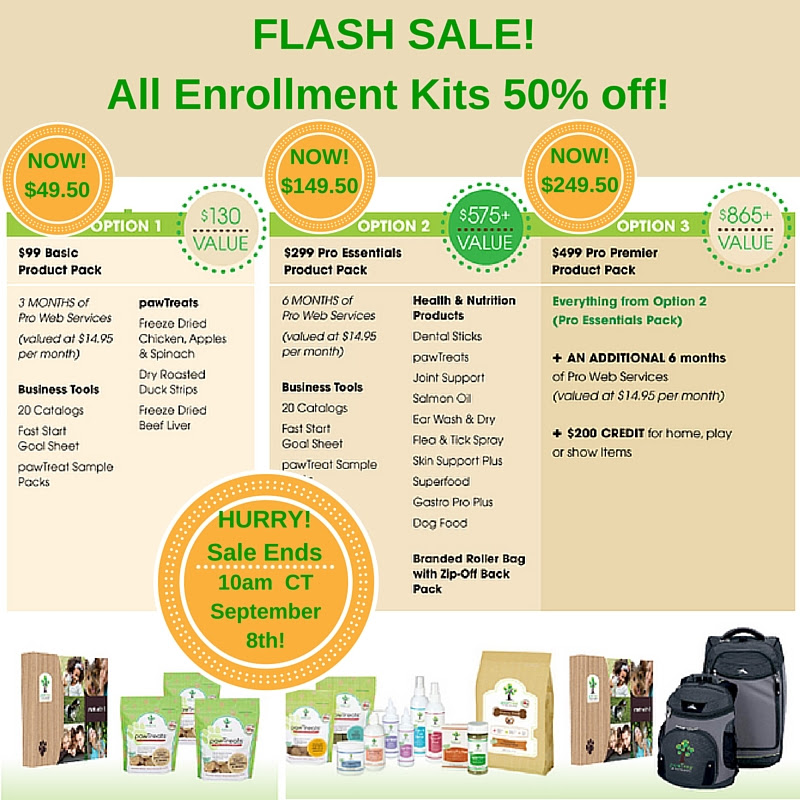 FLASH SALE!
All Enrollment Kits 50% off!
NOW!
$49.50
OPTION 1
$130
VALUE
$99 Basic
Product Pack
3 MONTHS of
Pro Web Services
(valued at $14.95
per month)
Business Tools
20 Catalogs
Fast Start
Goal Sheet
pawTreat Sample
Packs
pawTreats
Freeze Dried
Chicken, Apples
& Spinach
Dry Roasted
Duck Strips
Freeze Dried
Beef Liver
NOW!
$149.50
OPTION 2
$575+
VALUE
$299 Pro Essentials
Product Pack
6 MONTHS of
Pro Web Services
(valued at $14.95
per month)
Business Tools
20 Catalogs
Fast Start
Goal Sheet
pawTreat Sample
Health & Nutrition
Products
Dental Sticks
pawTreats
Joint Support
Salmon Oil
Ear Wash & Dry
Flea & Tick Spray
Skin Support Plus
Superfood
Gastro Pro Plus
Dog Food
Branded Roller Bag
with Zip-Off Back
Pack
NOW!
$249.50
OPTION 3
$865+
VALUE
$499 Pro Premier
Product Pack
Everything from Option 2
(Pro Essentials Pack)
+ AN ADDITIONAL 6 months
of Pro Web Services
(valued at $14.95 per month)
+ $200 CREDIT for home, play
or show items
HURRY!
Sale Ends
10am CT
September
8th!
pawTreats
pawTreats
pawTreats
pawTreats
pawTreats